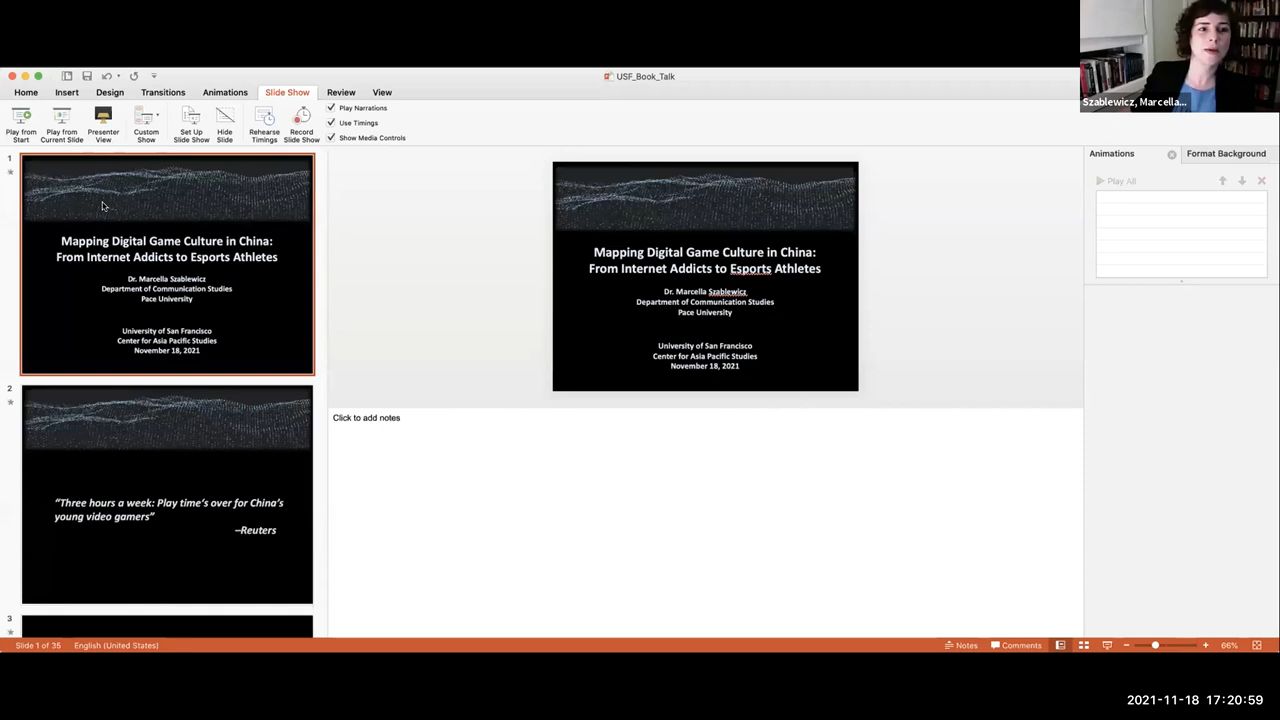 USF_Book_Talk
Home Insert Design Transitions Animations Slide Show Review View
Play from Start
Play from Current Slide
Presenter View
Custom Show
Set Up Slide Show
Hide Slide
Rehearse Timings
Record Slide Show
Play Narrations
Use Timings
Show Media Controls
Szablewicz, Marcella...
1
Mapping Digital Game Culture in China:
From Internet Addicts to Esports Athletes
Dr. Marcella Szablewicz
Department of Communication Studies
Pace University
University of San Francisco
Center for Asia Pacific Studies
November 18, 2021
2
“Three hours a week: Play time’s over for China’s
young video gamers”
–Reuters
3
Mapping Digital Game Culture in China:
From Internet Addicts to Esports Athletes
Dr. Marcella Szablewicz
Department of Communication Studies
Pace University
University of San Francisco
Center for Asia Pacific Studies
November 18, 2021
Click to add notes
Animations
Format Background
Play All
Slide 1 of 35 English (United States)
Notes Comments 66%
2021-11-18 17:20:59